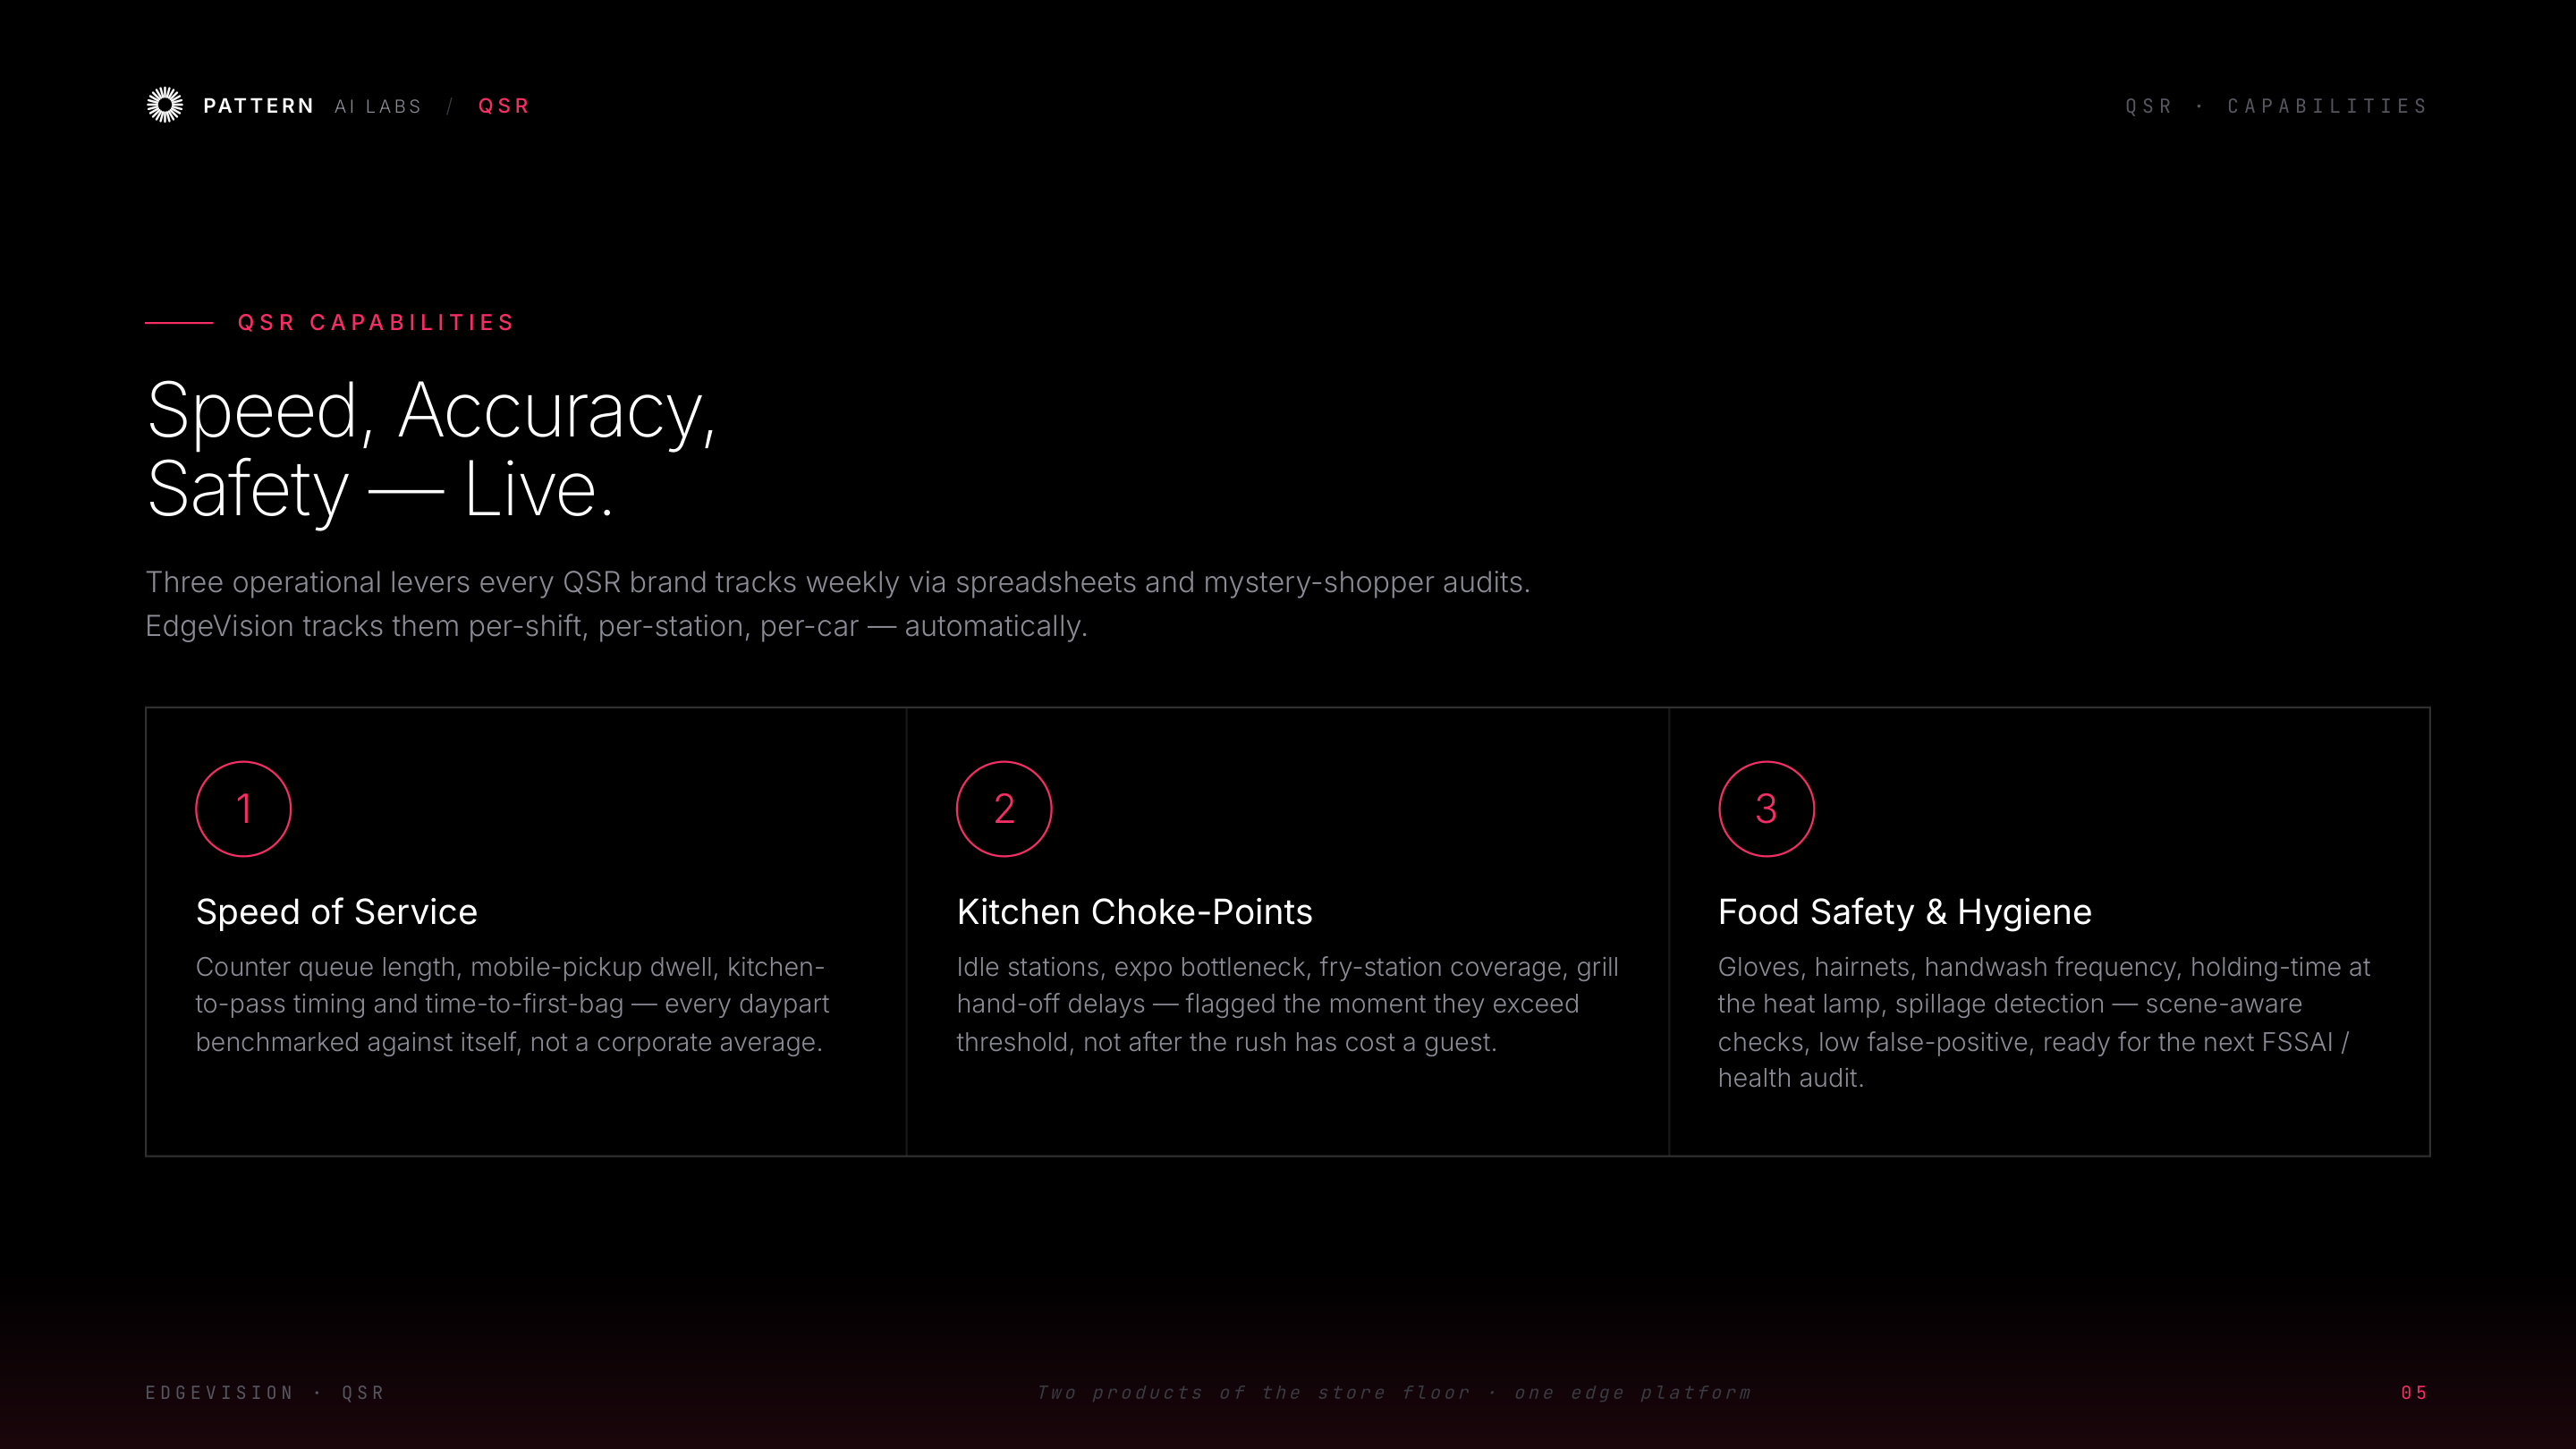 PATTERN AI LABS / QSR
QSR · CAPABILITIES
QSR CAPABILITIES
Speed, Accuracy,
Safety — Live.
Three operational levers every QSR brand tracks weekly via spreadsheets and mystery-shopper audits.
EdgeVision tracks them per-shift, per-station, per-car — automatically.
1
Speed of Service
Counter queue length, mobile-pickup dwell, kitchen-
to-pass timing and time-to-first-bag — every daypart
benchmarked against itself, not a corporate average.
2
Kitchen Choke-Points
Idle stations, expo bottleneck, fry-station coverage, grill
hand-off delays — flagged the moment they exceed
threshold, not after the rush has cost a guest.
3
Food Safety & Hygiene
Gloves, hairnets, handwash frequency, holding-time at
the heat lamp, spillage detection — scene-aware
checks, low false-positive, ready for the next FSSAI /
health audit.
EDGEVISION · QSR
Two products of the store floor · one edge platform
05